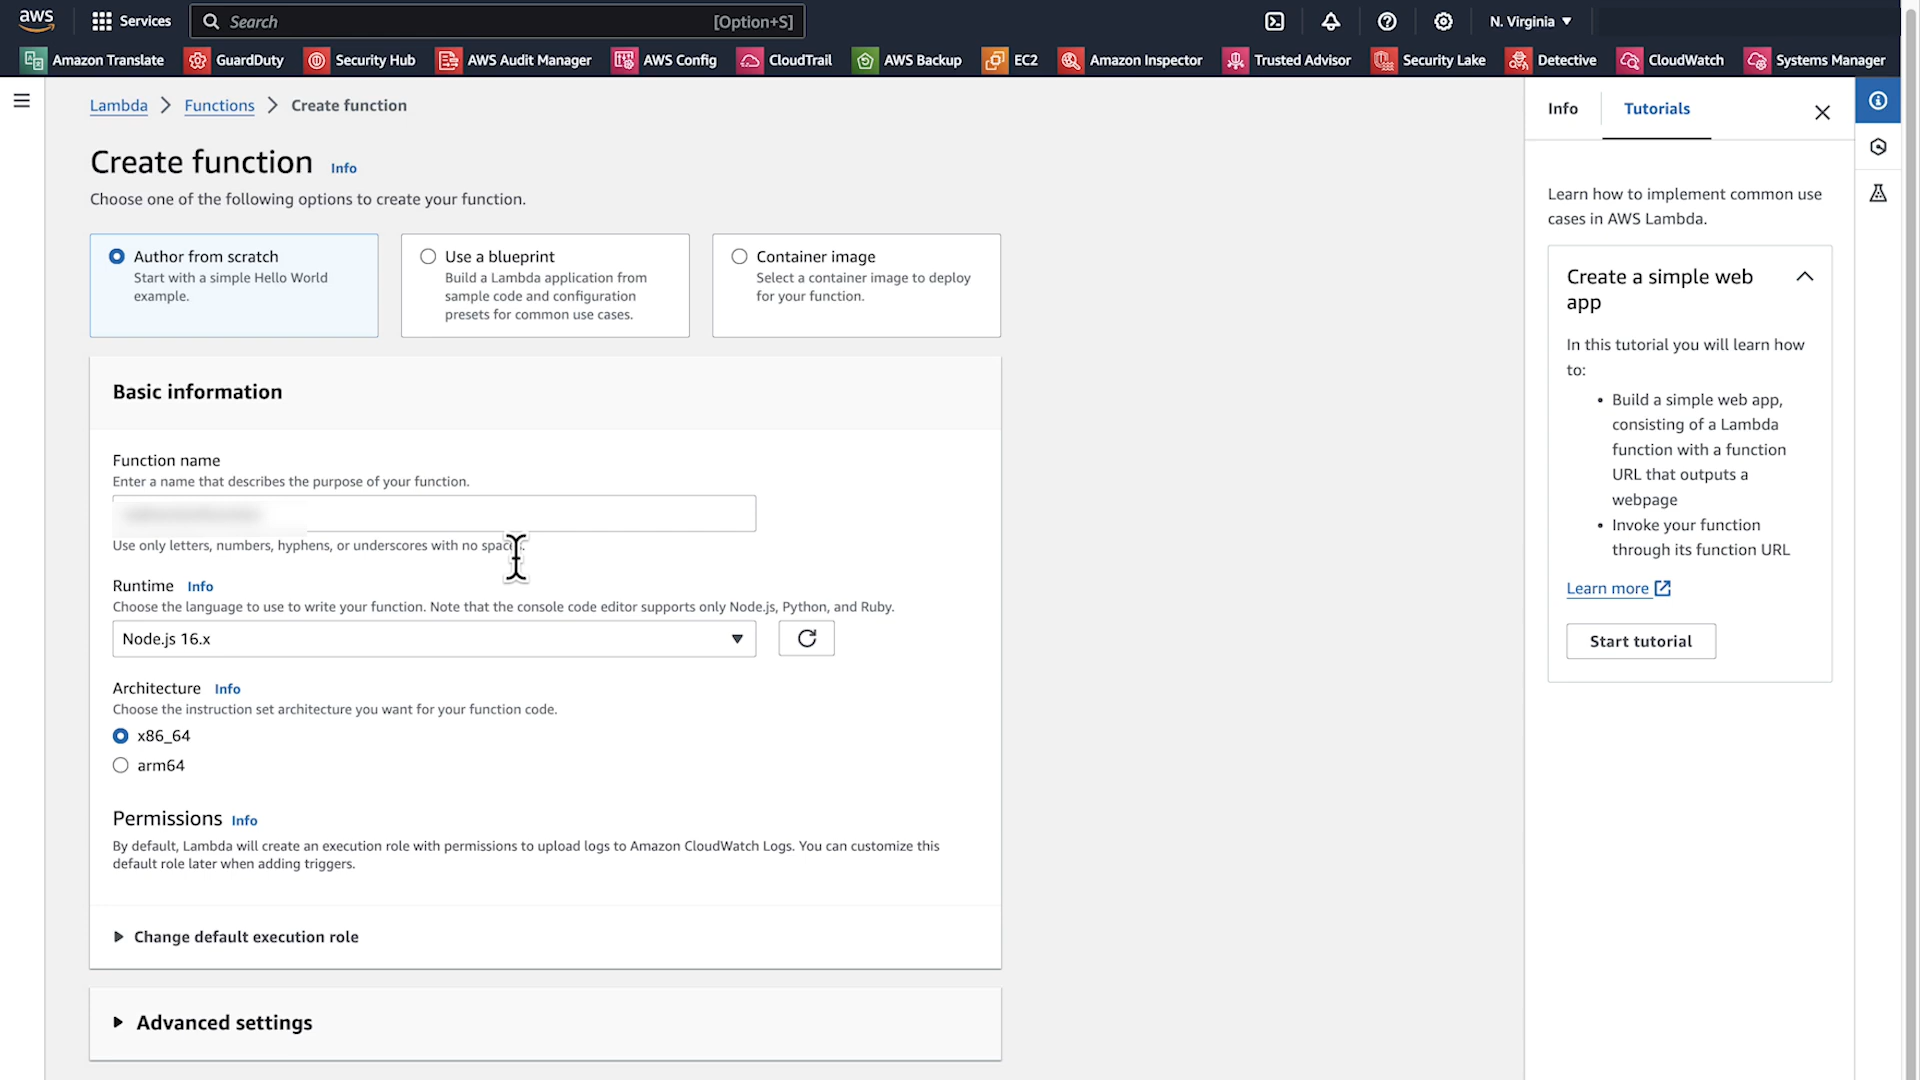 aws
Services
Search
[Option+S]
N. Virginia
Amazon Translate
GuardDuty
Security Hub
AWS Audit Manager
AWS Config
CloudTrail
AWS Backup
EC2
Amazon Inspector
Trusted Advisor
Security Lake
Detective
CloudWatch
Systems Manager
Lambda
Functions
Create function
Create function
Info
Choose one of the following options to create your function.
Author from scratch
Start with a simple Hello World
example.
Use a blueprint
Build a Lambda application from
sample code and configuration
presets for common use cases.
Container image
Select a container image to deploy
for your function.
Basic information
Function name
Enter a name that describes the purpose of your function.
Use only letters, numbers, hyphens, or underscores with no
Runtime Info
Choose the language to use to write your function. Note that the console code editor supports only Node.js, Python, and Ruby.
Node.js 16.x
Architecture Info
Choose the instruction set architecture you want for your function code.
x86_64
arm64
Permissions Info
By default, Lambda will create an execution role with permissions to upload logs to Amazon CloudWatch Logs. You can customize this
default role later when adding triggers.
Change default execution role
Advanced settings
Info
Tutorials
Learn how to implement common use
cases in AWS Lambda.
Create a simple web
app
In this tutorial you will learn how
to:
• Build a simple web app,
consisting of a Lambda
function with a function
URL that outputs a
webpage
• Invoke your function
through its function URL
Learn more
Start tutorial